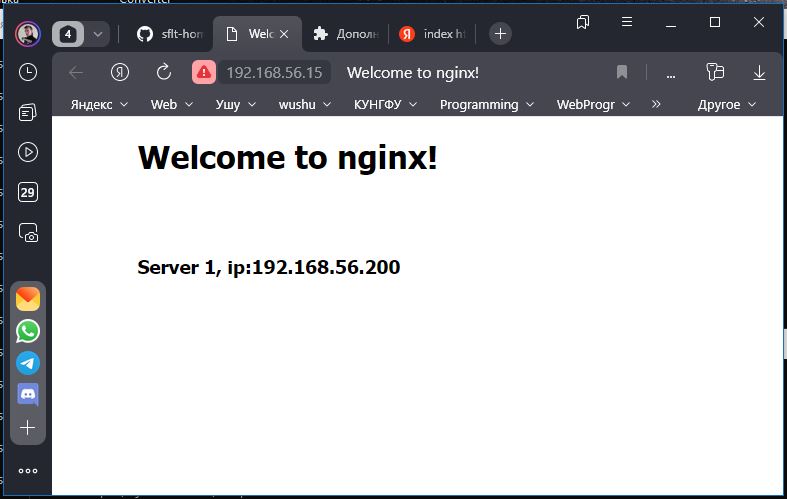 4 sflt-hom Welc Дополн index ht
Я 192.168.56.15 Welcome to nginx! ...
Яндекс Web Ушу wushu КУНГФУ Programming WebProgr » Другое
29
Welcome to nginx!
Server 1, ip:192.168.56.200